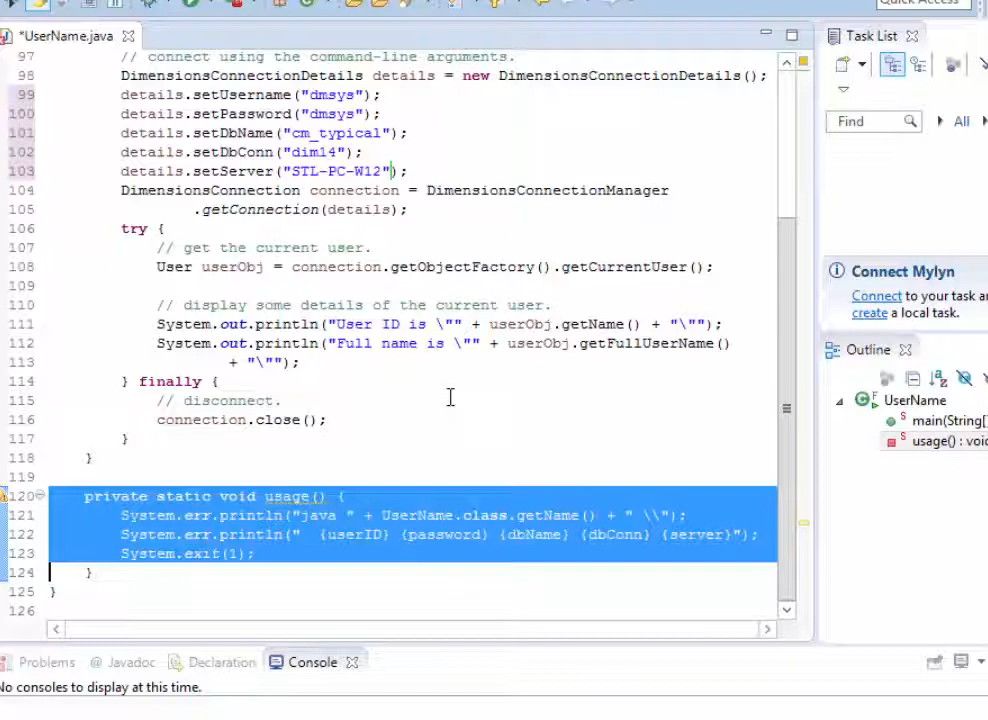 Quick Access
*UserName.java
97 // connect using the command-line arguments.
98 DimensionsConnectionDetails details = new DimensionsConnectionDetails();
99 details.setUsername("dmsys");
100 details.setPassword("dmsys");
101 details.setDbName("cm_typical");
102 details.setDbConn("dim14");
103 details.setServer("STL-PC-W12");
104 DimensionsConnection connection = DimensionsConnectionManager
105 .getConnection(details);
106 try {
107 // get the current user.
108 User userObj = connection.getObjectFactory().getCurrentUser();
109
110 // display some details of the current user.
111 System.out.println("User ID is \"" + userObj.getName() + "\"");
112 System.out.println("Full name is \"" + userObj.getFullUserName()
113 + "\"");
114 } finally {
115 // disconnect.
116 connection.close();
117 }
118 }
119
120 private static void usage() {
121 System.err.println("java " + UserName.class.getName() + " \\");
122 System.err.println("  {userID} {password} {dbName} {dbConn} {server}");
123 System.exit(1);
124 }
125 }
126
Problems @ Javadoc Declaration Console
No consoles to display at this time.
Task List
Find All
Connect Mylyn
Connect to your task
create a local task.
Outline
UserName
main(String[]
usage() : void